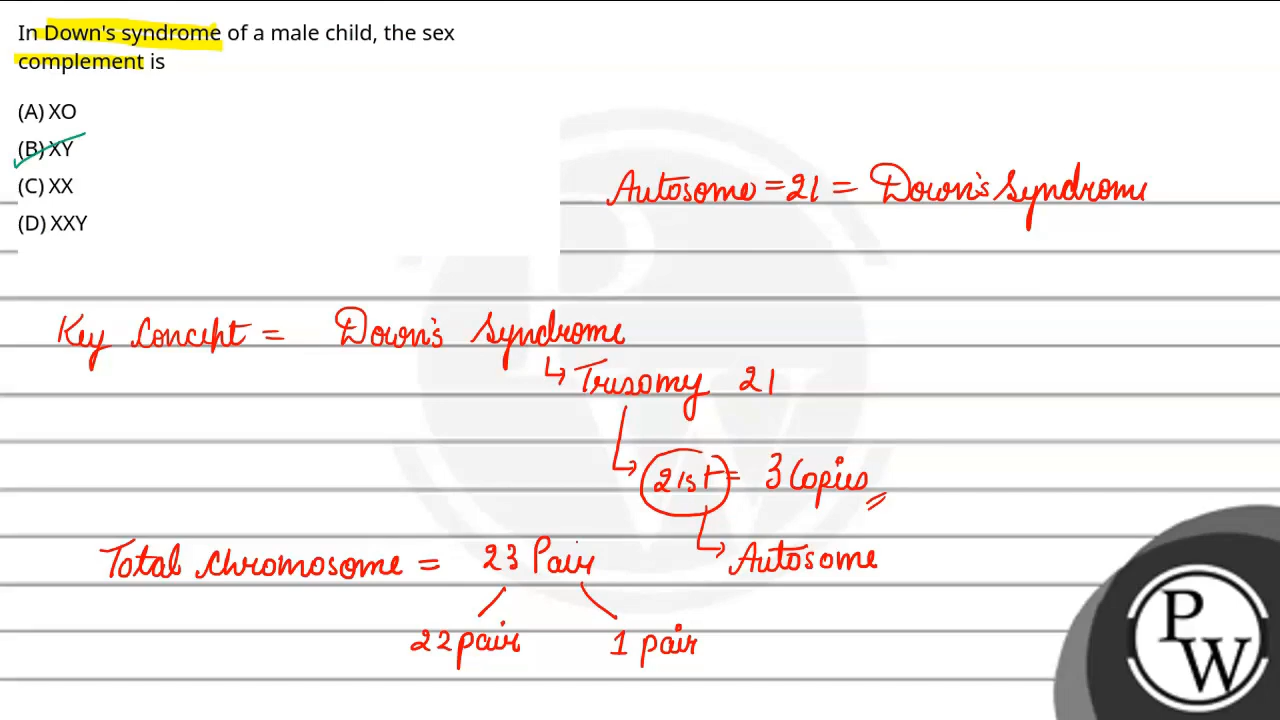 In Down's syndrome of a male child, the sex
complement is
(A) XO
(B) XY
(C) XX
(D) XXY
Autosome = 21 = Down's Syndrome
Key Concept = Down's Syndrome
↳ Trisomy 21
↳ 21st = 3 Copies
↳ Autosome
Total Chromosome = 23 Pair
22 pair 1 pair
PW